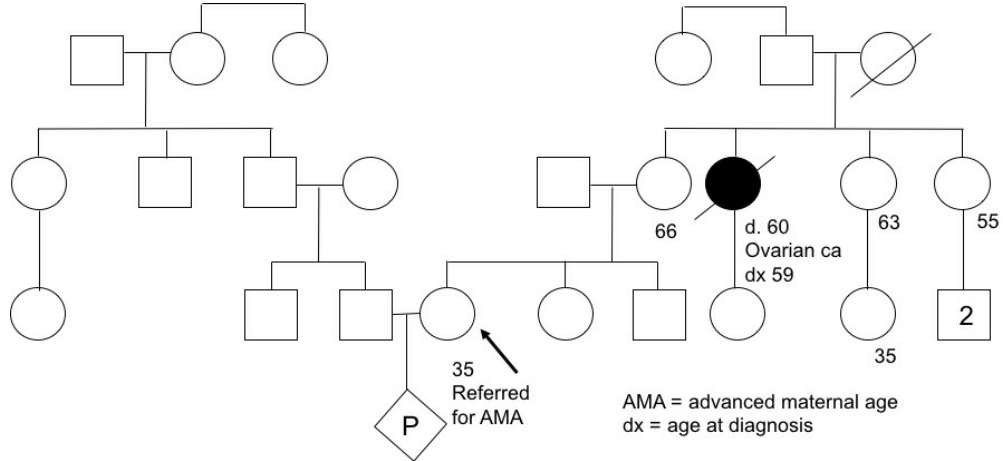 66
d. 60
Ovarian ca
dx 59
63
55
2
35
35
Referred
for AMA
P
AMA = advanced maternal age
dx = age at diagnosis